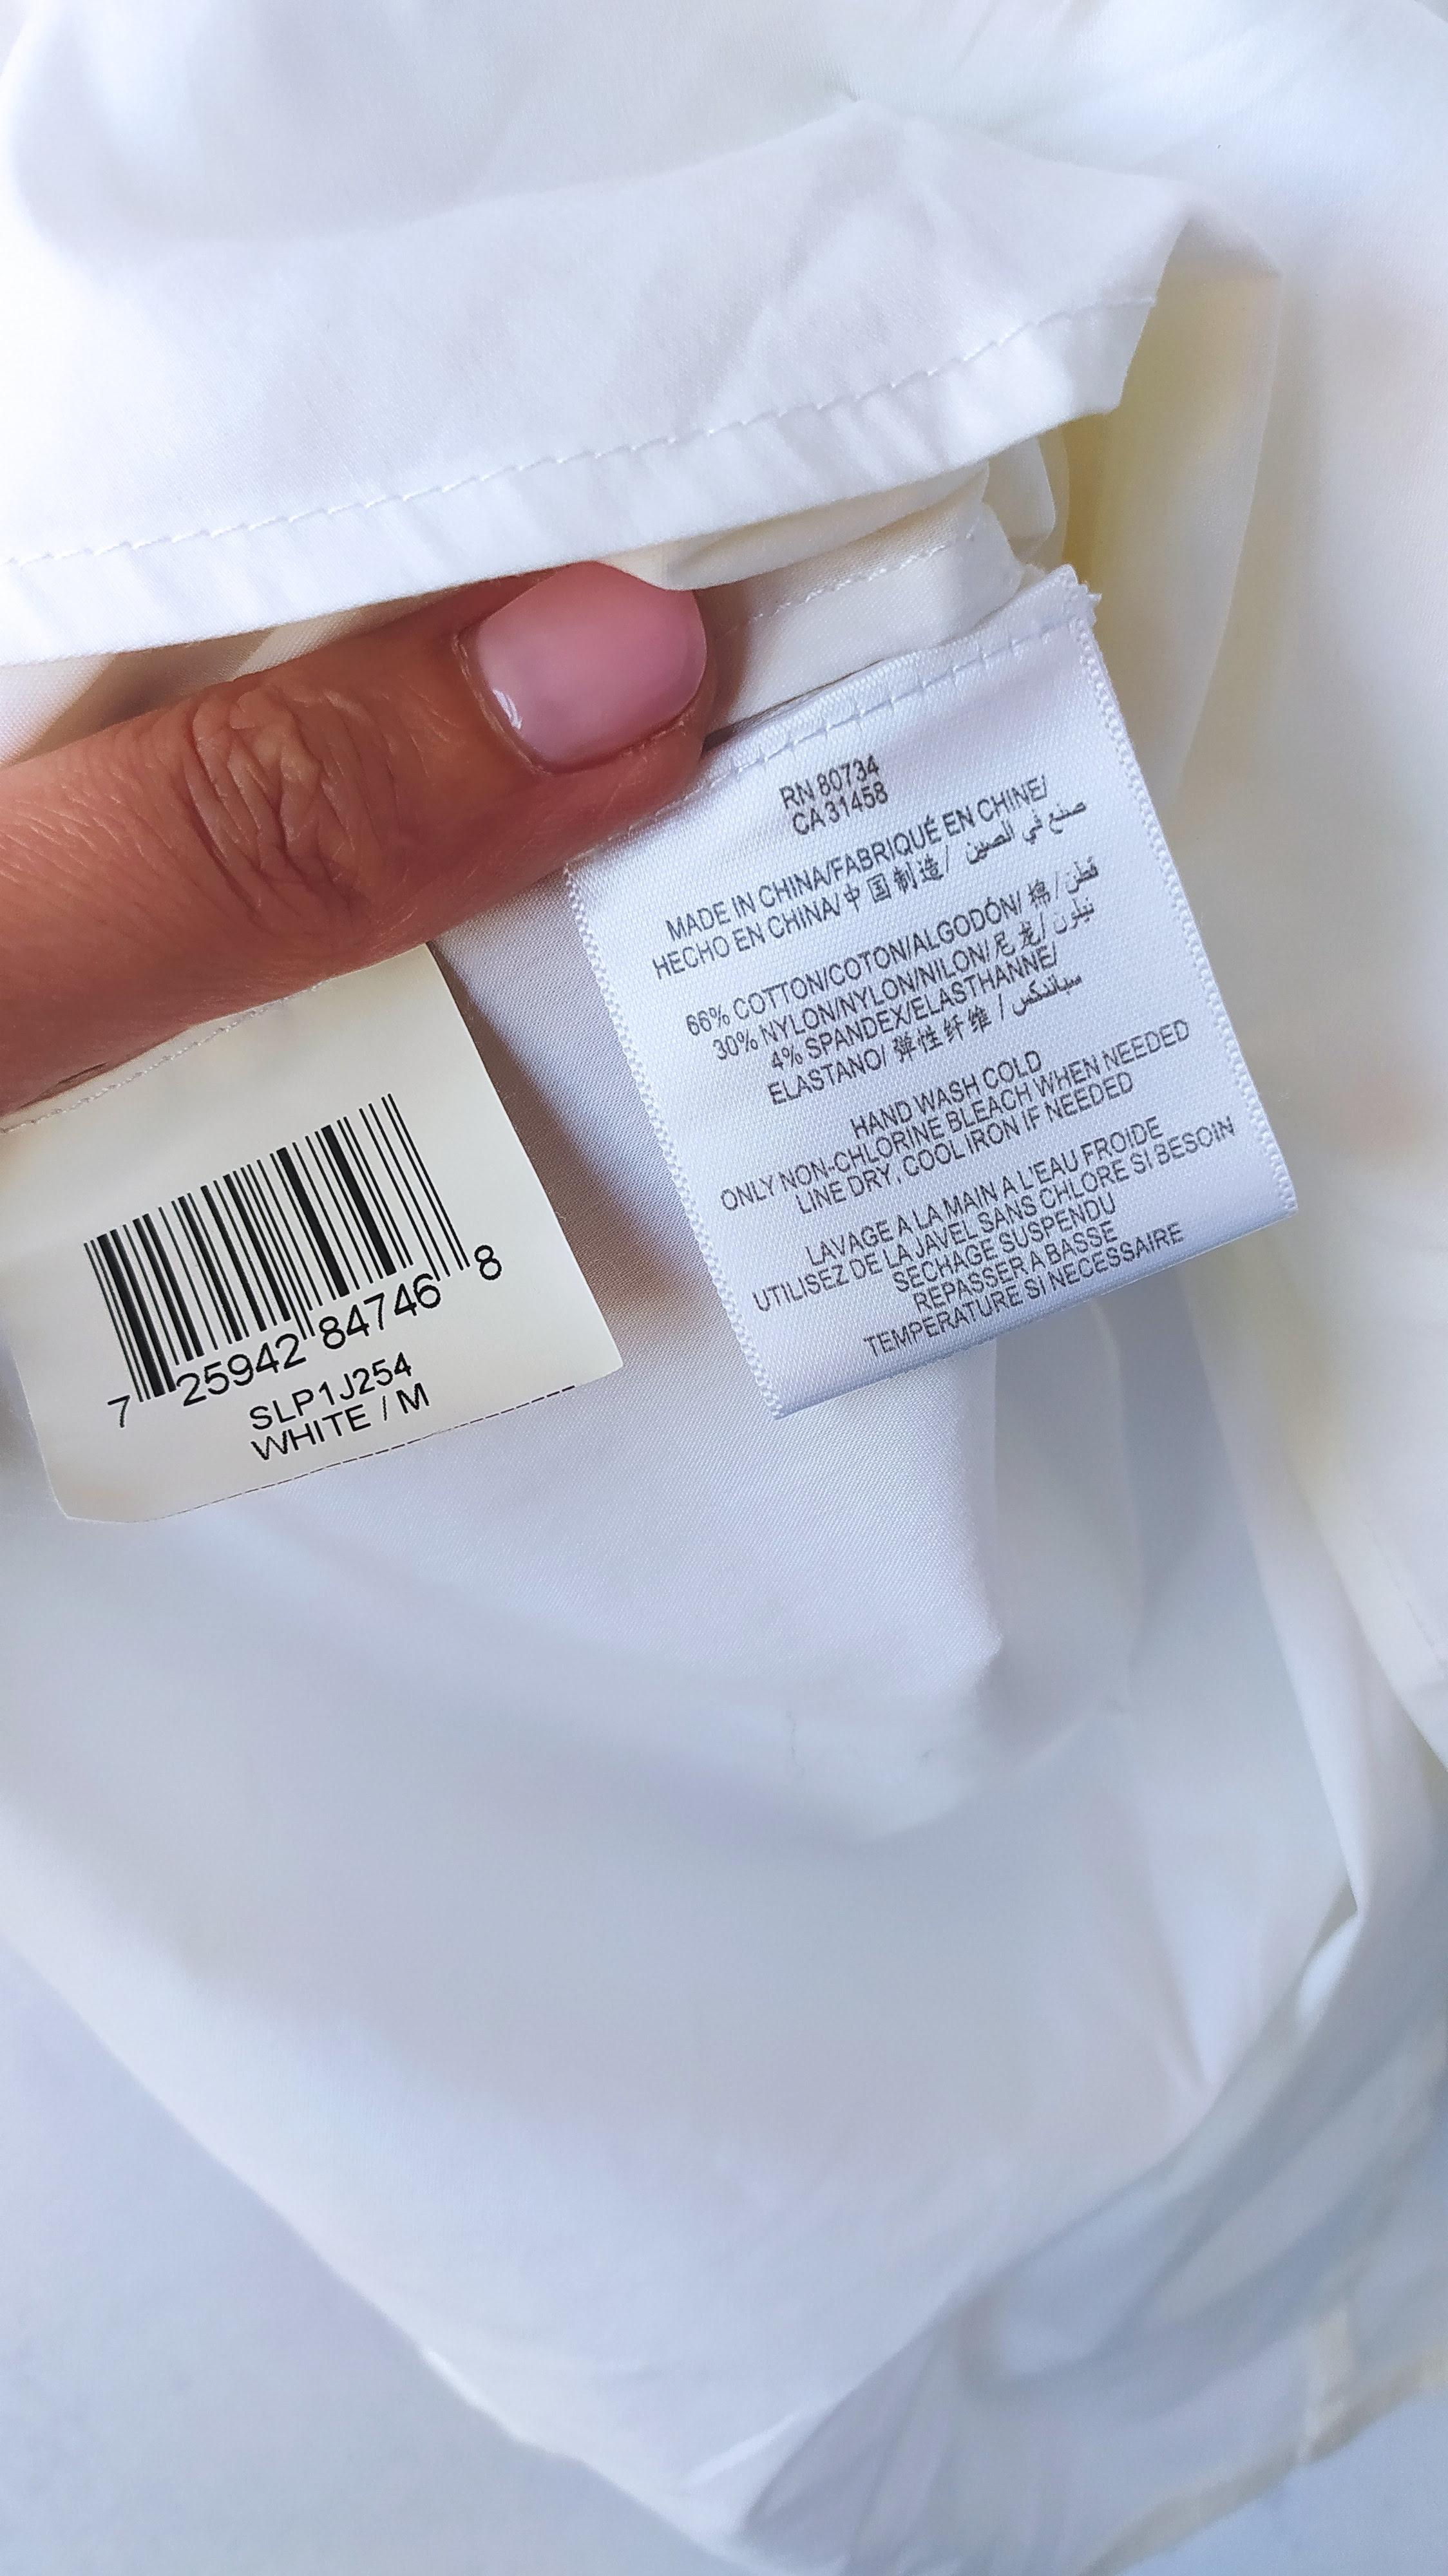 7 25942 84746 8
SLP1J254
WHITE / M
RN 80734
CA 31458
MADE IN CHINA/FABRIQUÉ EN CHINE/
HECHO EN CHINA/中国制造/ صنع في الصين
66% COTTON/COTON/ALGODÓN/ 棉/قطن
30% NYLON/NYLON/NILON/尼龙/نيلون
4% SPANDEX/ELASTHANNE/
ELASTANO/ 弹性纤维 /سباندكس
HAND WASH COLD
ONLY NON-CHLORINE BLEACH WHEN NEEDED
LINE DRY, COOL IRON IF NEEDED
LAVAGE A LA MAIN A L'EAU FROIDE
UTILISEZ DE LA JAVEL SANS CHLORE SI BESOIN
SECHAGE SUSPENDU
REPASSER A BASSE
TEMPERATURE SI NECESSAIRE